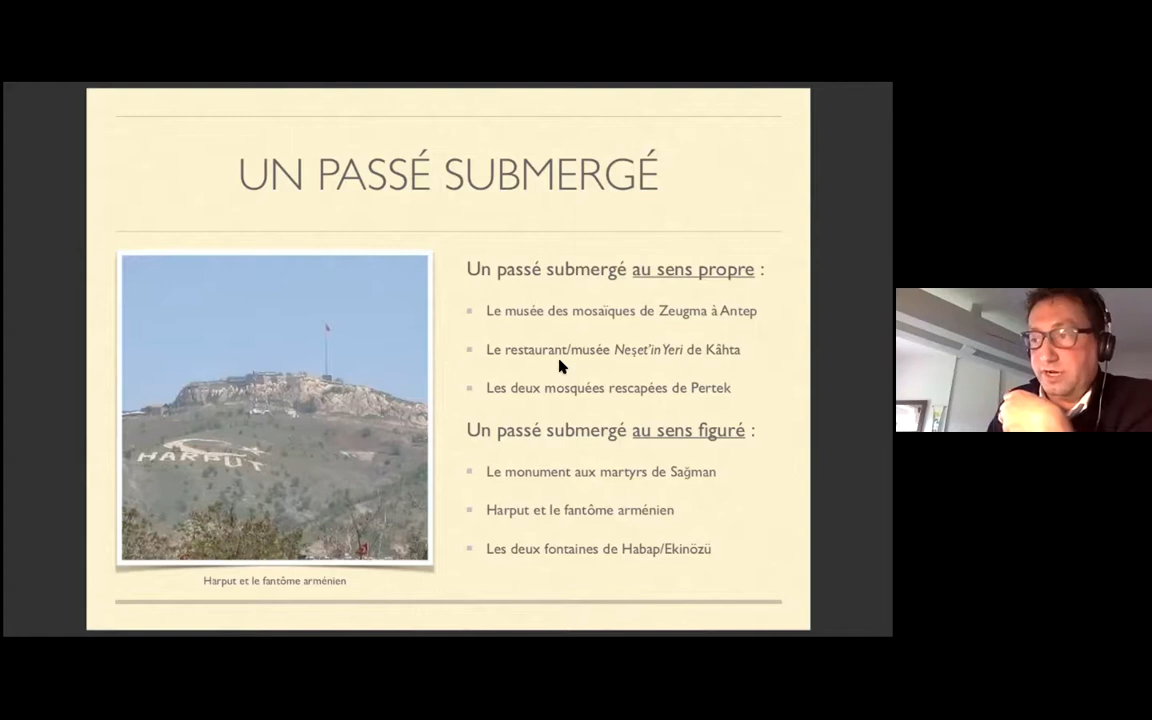 UN PASSÉ SUBMERGÉ
HARPUT
Harput et le fantôme arménien
Un passé submergé au sens propre :
Le musée des mosaïques de Zeugma à Antep
Le restaurant/musée Neşet'in Yeri de Kâhta
Les deux mosquées rescapées de Pertek
Un passé submergé au sens figuré :
Le monument aux martyrs de Sağman
Harput et le fantôme arménien
Les deux fontaines de Habap/Ekinözü